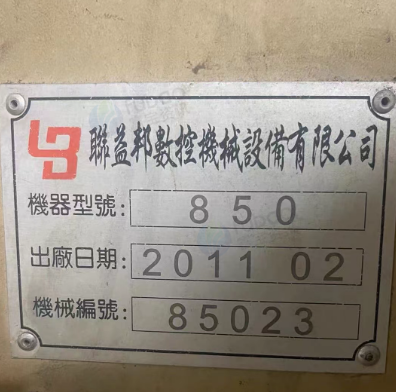 聯益邦數控機械設備有限公司
機器型號: 850
出廠日期: 2011 02
機械編號: 85023